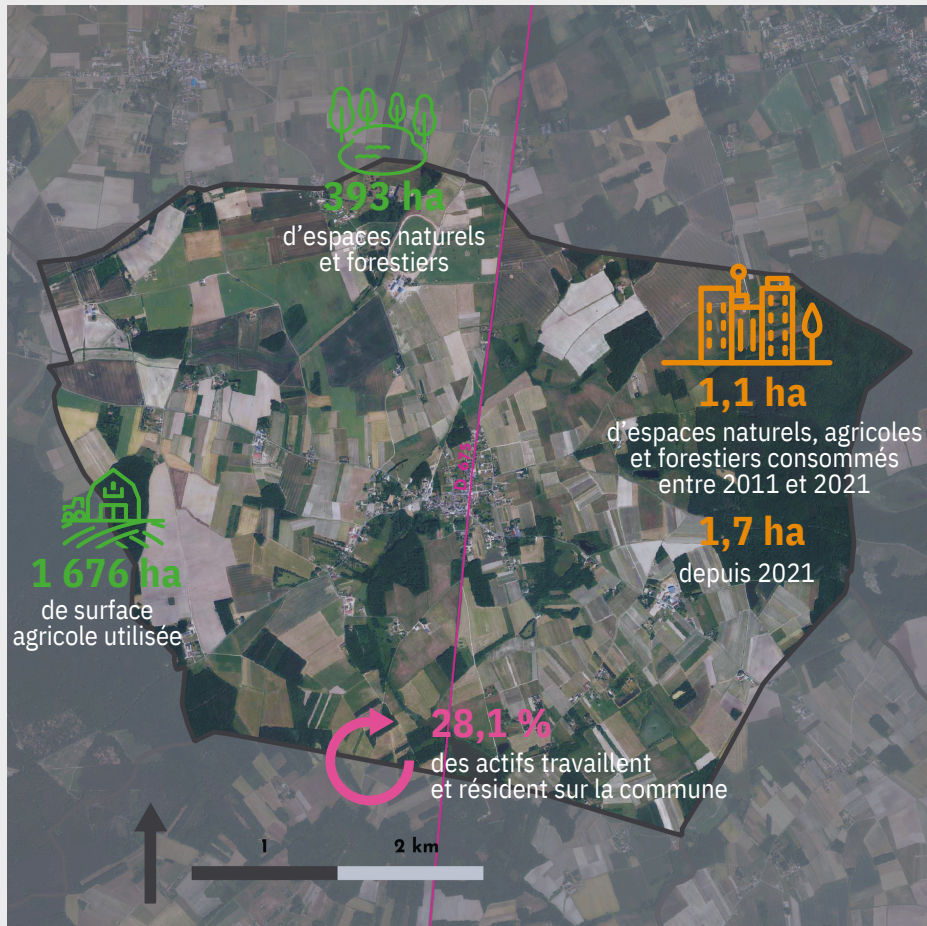 393 ha
d'espaces naturels
et forestiers
1,1 ha
d'espaces naturels, agricoles
et forestiers consommés
entre 2011 et 2021
1,7 ha
depuis 2021
1 676 ha
de surface
agricole utilisée
28,1 %
des actifs travaillent
et résident sur la commune
1
2 km